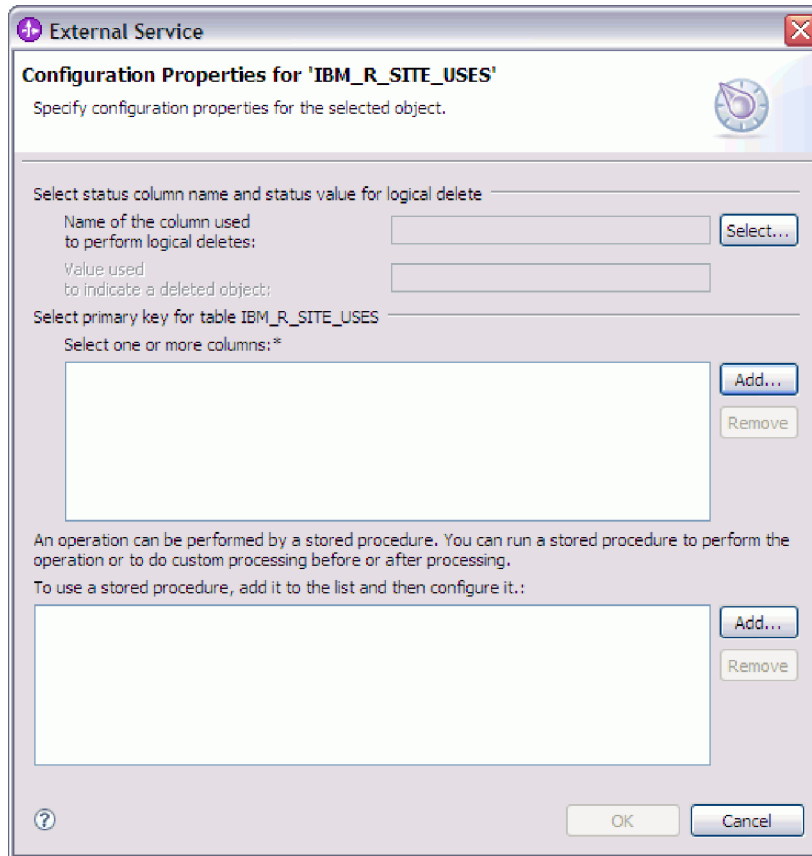 External Service
Configuration Properties for 'IBM_R_SITE_USES'
Specify configuration properties for the selected object.
Select status column name and status value for logical delete
Name of the column used
to perform logical deletes:
Select...
Value used
to indicate a deleted object:
Select primary key for table IBM_R_SITE_USES
Select one or more columns:*
Add...
Remove
An operation can be performed by a stored procedure. You can run a stored procedure to perform the
operation or to do custom processing before or after processing.
To use a stored procedure, add it to the list and then configure it.:
Add...
Remove
?
OK
Cancel